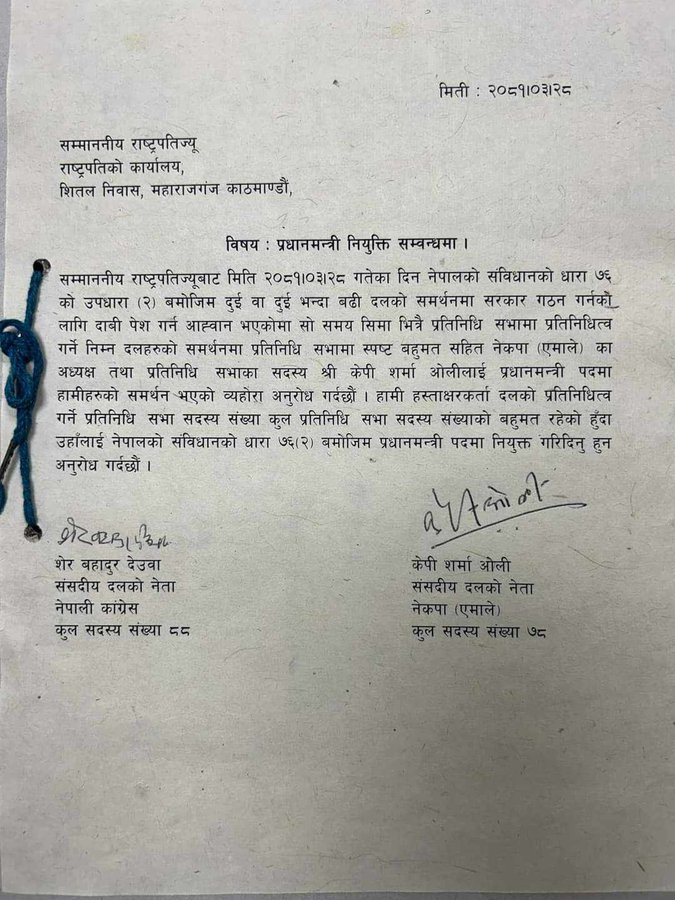 मिती : २०८१।०३।२८
सम्माननीय राष्ट्रपतिज्यू
राष्ट्रपतिको कार्यालय,
शितल निवास, महाराजगंज काठमाण्डौं,
विषय : प्रधानमन्त्री नियुक्ति सम्वन्धमा ।
सम्माननीय राष्ट्रपतिज्यूबाट मिति २०८१।०३।२८ गतेका दिन नेपालको संविधानको धारा ७६
को उपधारा (२) बमोजिम दुई वा दुई भन्दा बढी दलको समर्थनमा सरकार गठन गर्नको
लागि दाबी पेश गर्न आह्वान भएकोमा सो समय सिमा भित्रै प्रतिनिधि सभामा प्रतिनिधित्व
गर्ने निम्न दलहरुको समर्थनमा प्रतिनिधि सभामा स्पष्ट बहुमत सहित नेकपा (एमाले) का
अध्यक्ष तथा प्रतिनिधि सभाका सदस्य श्री केपी शर्मा ओलीलाई प्रधानमन्त्री पदमा
हामीहरुको समर्थन भएको व्यहोरा अनुरोध गर्दछौं । हामी हस्ताक्षरकर्ता दलको प्रतिनिधित्व
गर्ने प्रतिनिधि सभा सदस्य संख्या कुल प्रतिनिधि सभा सदस्य संख्याको बहुमत रहेको हुँदा
उहाँलाई नेपालको संविधानको धारा ७६(२) बमोजिम प्रधानमन्त्री पदमा नियुक्त गरिदिनु हुन
अनुरोध गर्दछौं ।
शेर बहादुर देउवा
संसदीय दलको नेता
नेपाली कांग्रेस
कुल सदस्य संख्या ८८
केपी शर्मा ओली
संसदीय दलको नेता
नेकपा (एमाले)
कुल सदस्य संख्या ७८